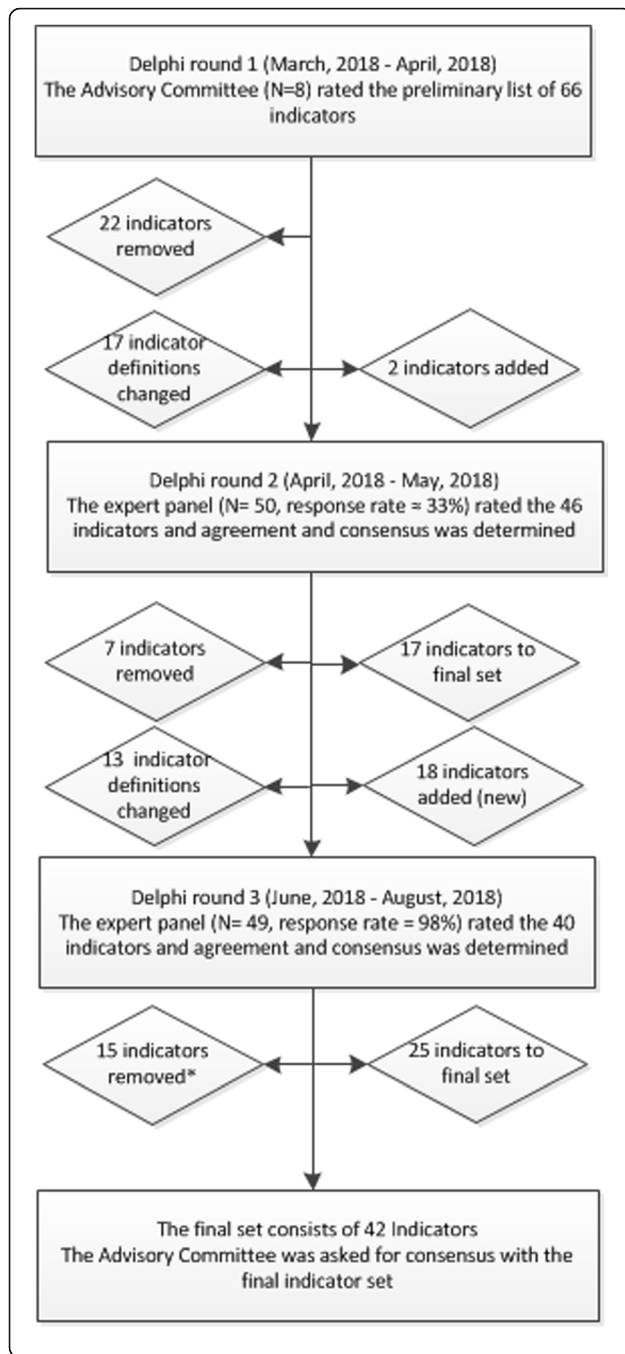 Delphi round 1 (March, 2018 - April, 2018)
The Advisory Committee (N=8) rated the preliminary list of 66
indicators
22 indicators
removed
17 indicator
definitions
changed
2 indicators added
Delphi round 2 (April, 2018 - May, 2018)
The expert panel (N= 50, response rate ≈ 33%) rated the 46
indicators and agreement and consensus was determined
7 indicators
removed
17 indicators to
final set
13 indicator
definitions
changed
18 indicators
added (new)
Delphi round 3 (June, 2018 - August, 2018)
The expert panel (N= 49, response rate = 98%) rated the 40
indicators and agreement and consensus was determined
15 indicators
removed*
25 indicators to
final set
The final set consists of 42 Indicators
The Advisory Committee was asked for consensus with the
final indicator set